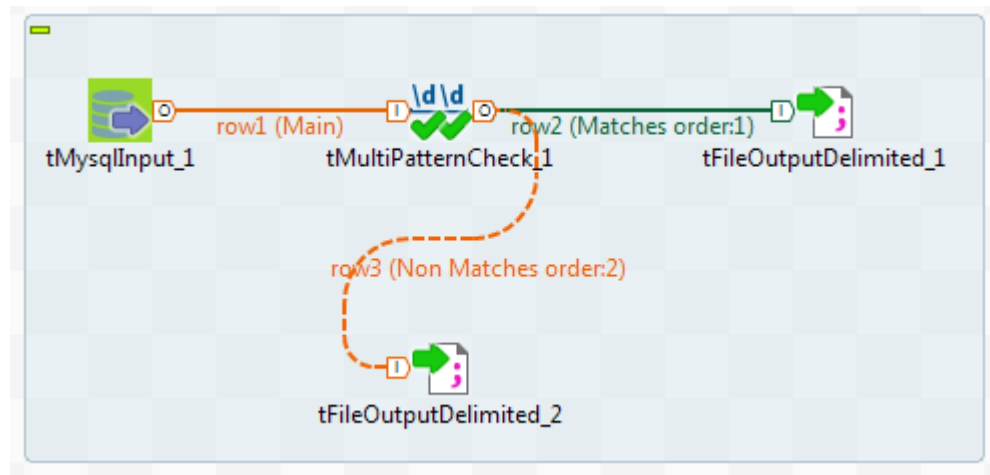 \d \d
O
I
O
I
row1 (Main)
row2 (Matches order:1)
;
tMysqlInput_1
tMultiPatternCheck_1
tFileOutputDelimited_1
row3 (Non Matches order:2)
I
;
tFileOutputDelimited_2